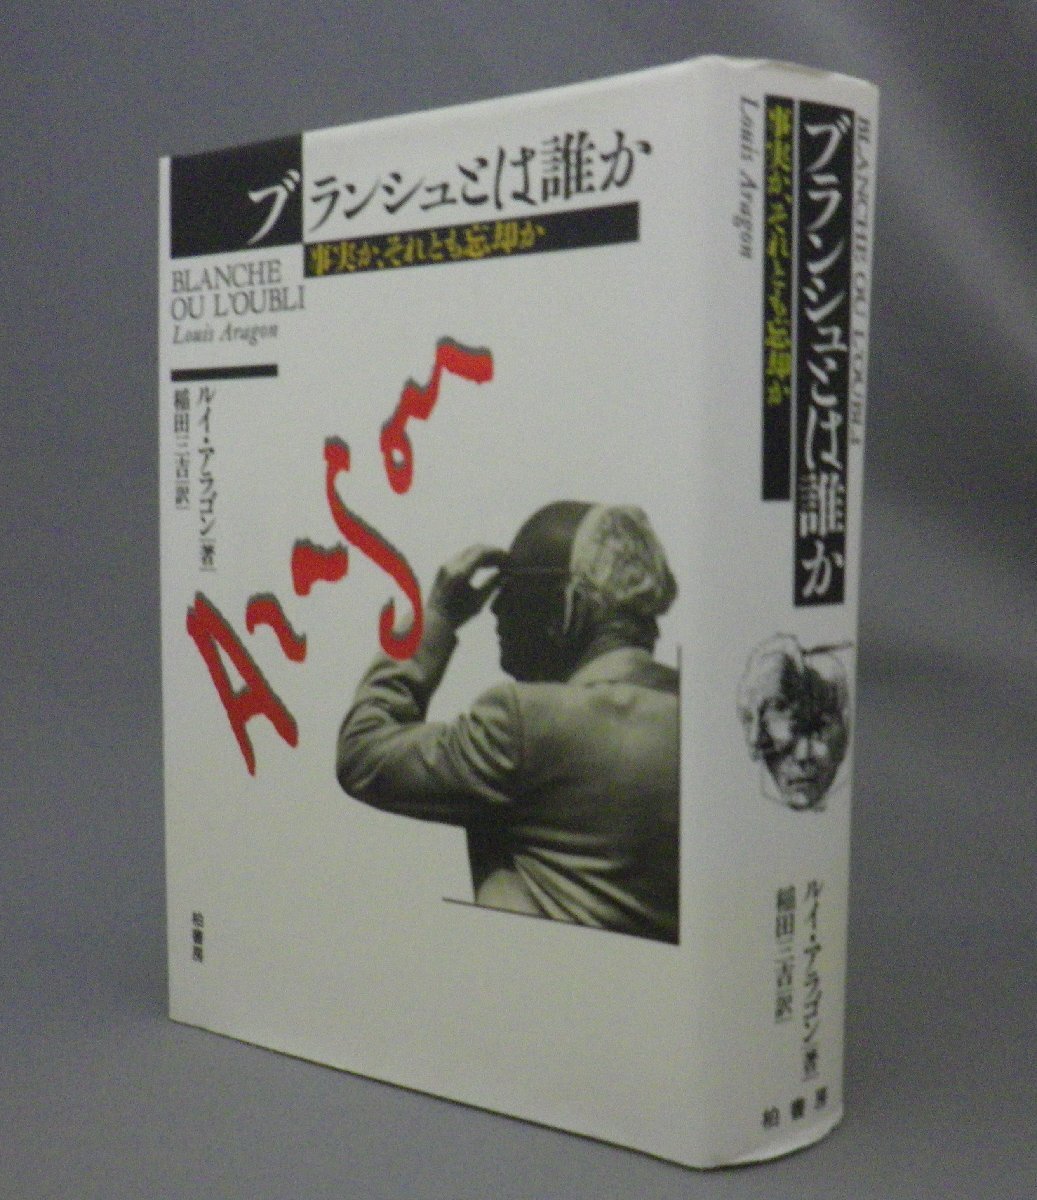 ブランシュとは誰か
事実か、それとも忘却か
BLANCHE
OU L'OUBLI
Louis Aragon
ルイ・アラゴン[著]
稲田三吉[訳]
Aragon
柏書房
BLANCHE OU L'OUBLI
ブランシュとは誰か
事実か、それとも忘却か
Louis Aragon
ルイ・アラゴン[著]
稲田三吉[訳]
柏書房